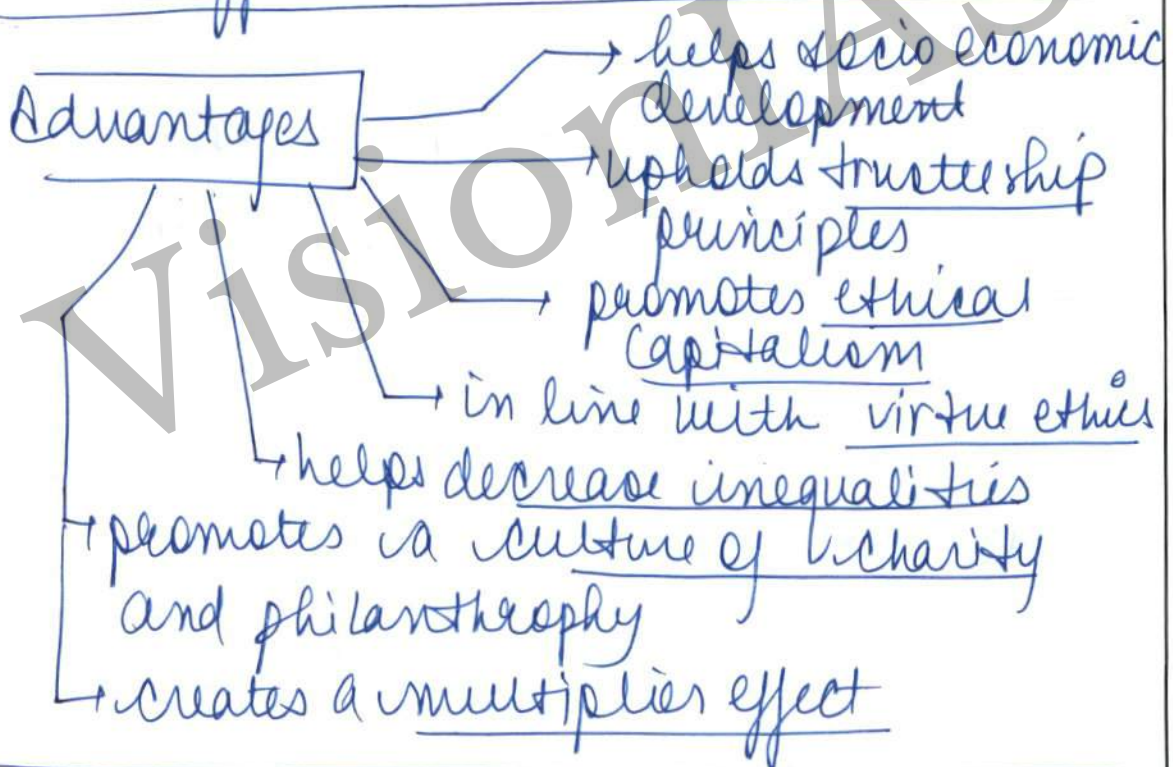 Advantages
helps socio economic
development
upholds trusteeship
principles
promotes ethical
capitalism
in line with virtue ethics
helps decrease inequalities
promotes a culture of charity
and philanthrophy
creates a multiplier effect
VisionIAS